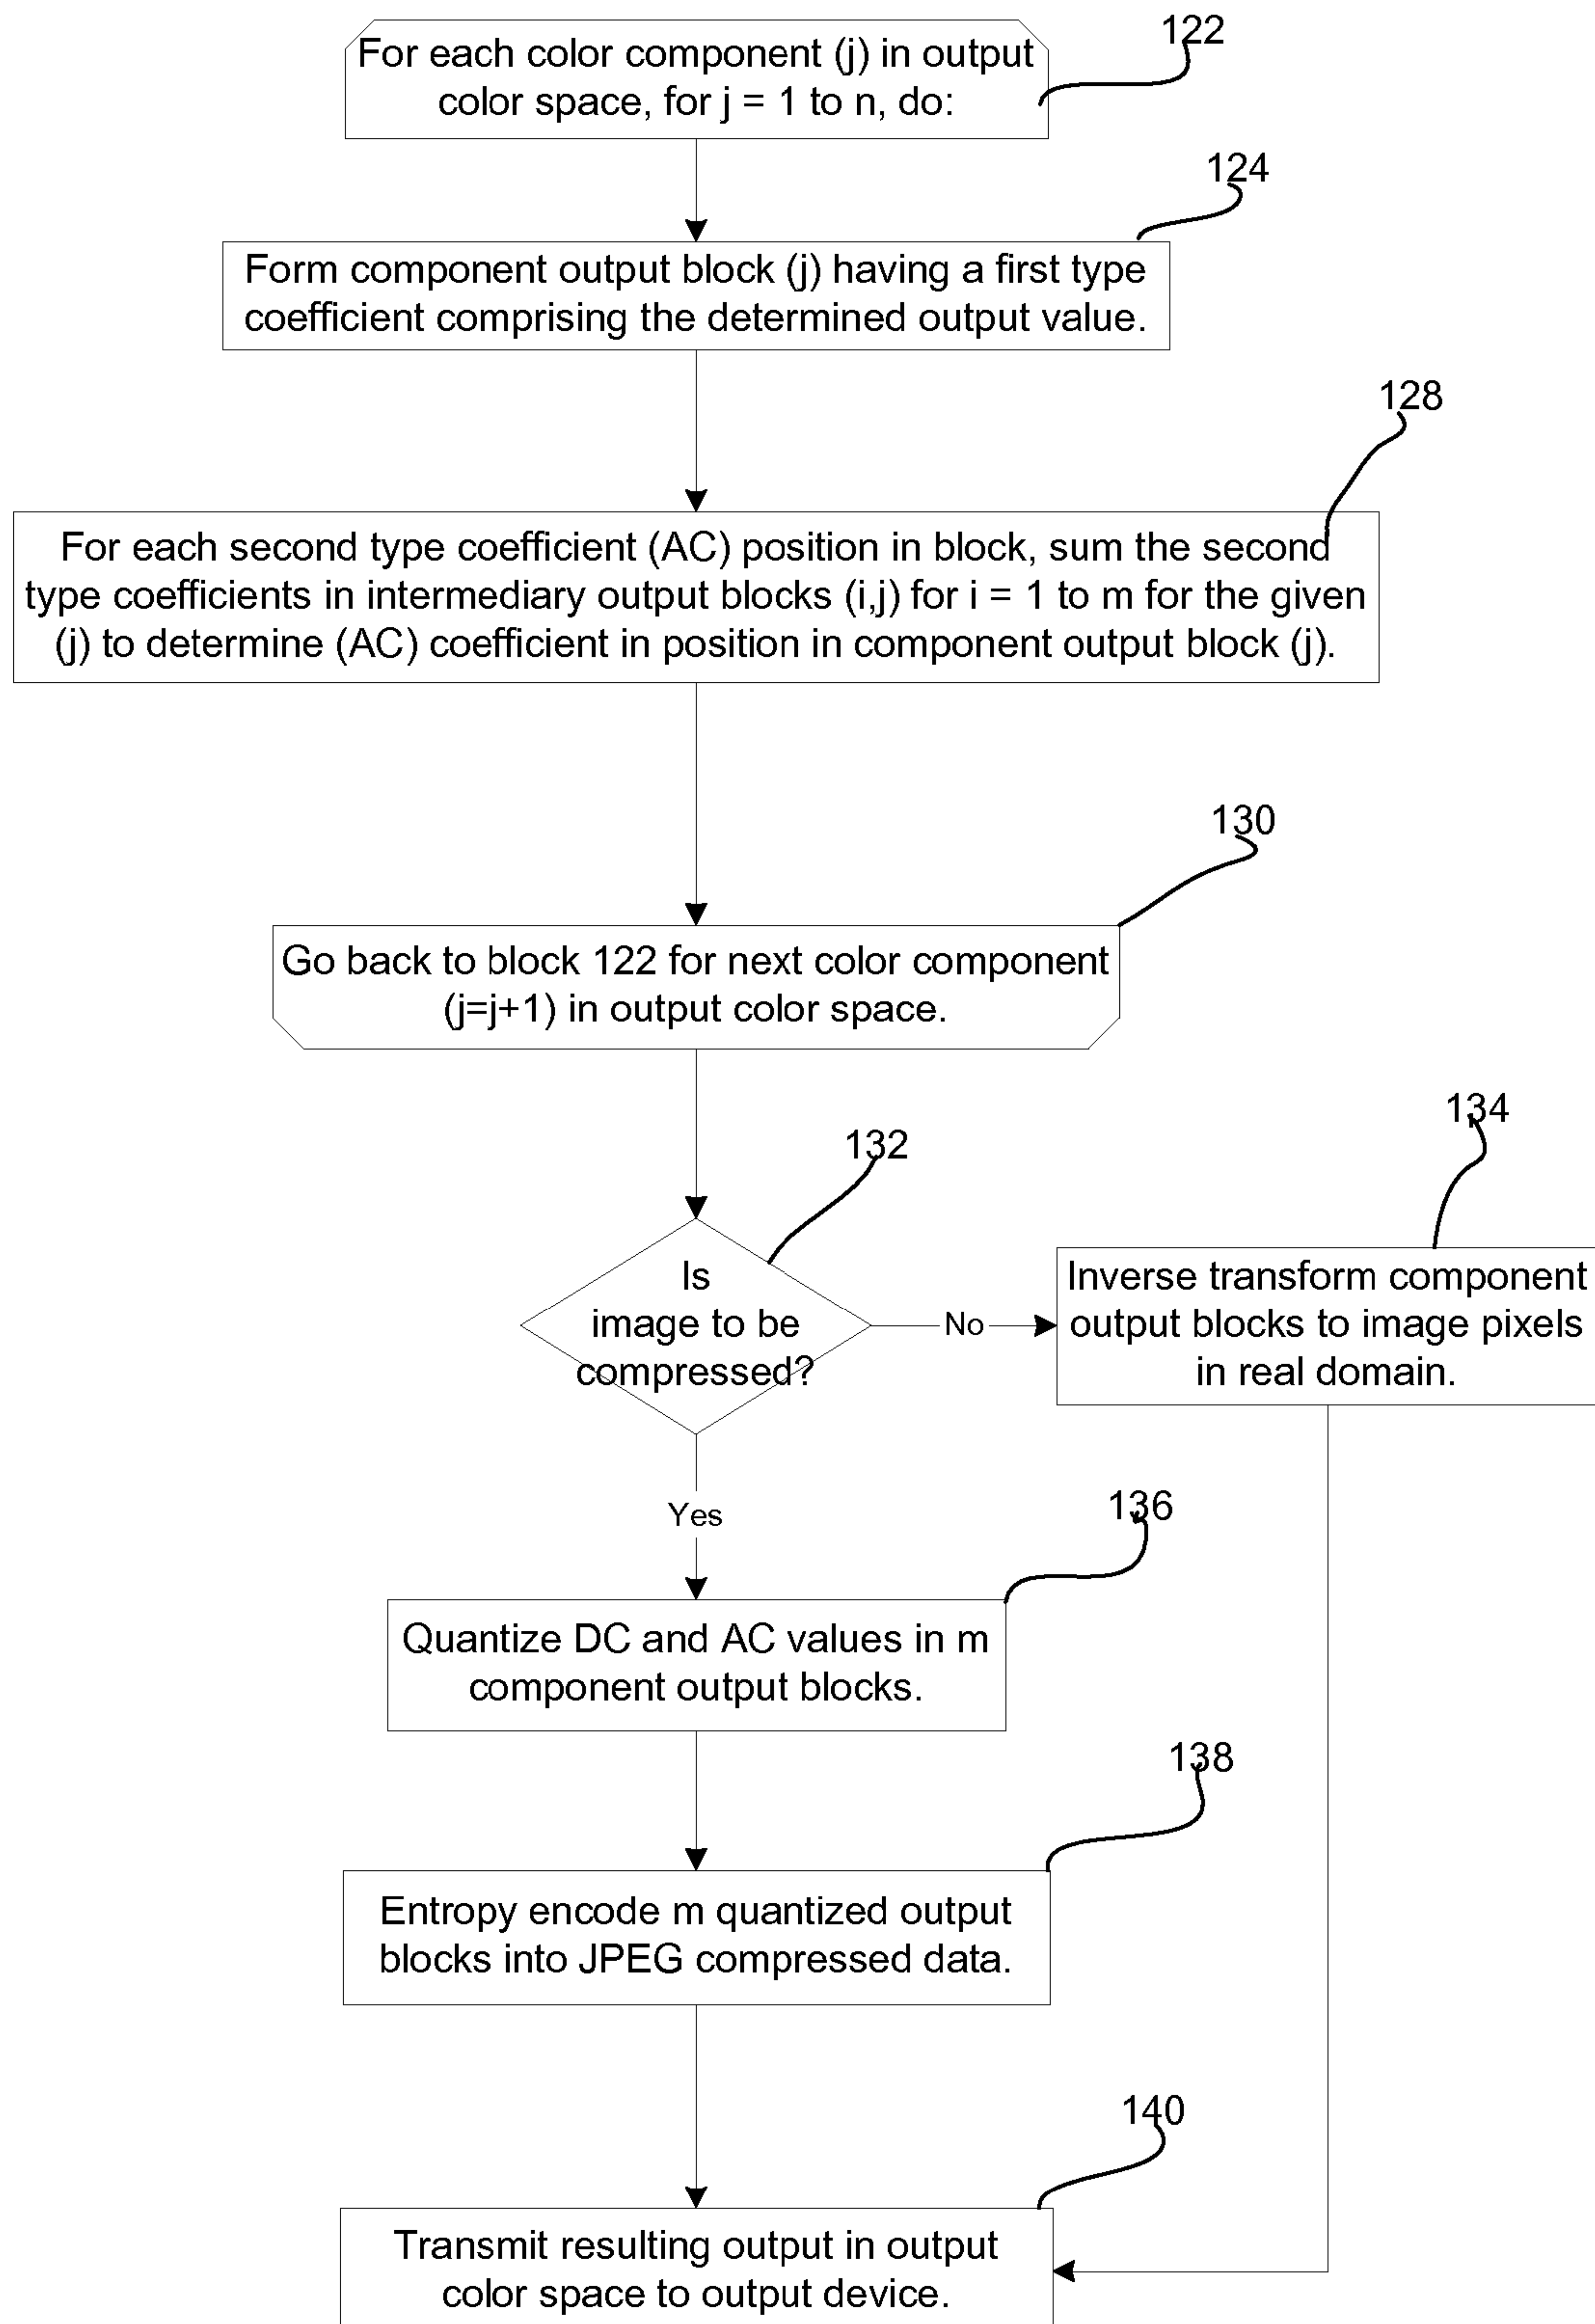 For each color component (j) in output
color space, for j = 1 to n, do:
122
124
Form component output block (j) having a first type
coefficient comprising the determined output value.
128
For each second type coefficient (AC) position in block, sum the second
type coefficients in intermediary output blocks (i,j) for i = 1 to m for the given
(j) to determine (AC) coefficient in position in component output block (j).
130
Go back to block 122 for next color component
(j=j+1) in output color space.
132
134
Is
image to be
compressed?
No
Inverse transform component
output blocks to image pixels
in real domain.
Yes
136
Quantize DC and AC values in m
component output blocks.
138
Entropy encode m quantized output
blocks into JPEG compressed data.
140
Transmit resulting output in output
color space to output device.